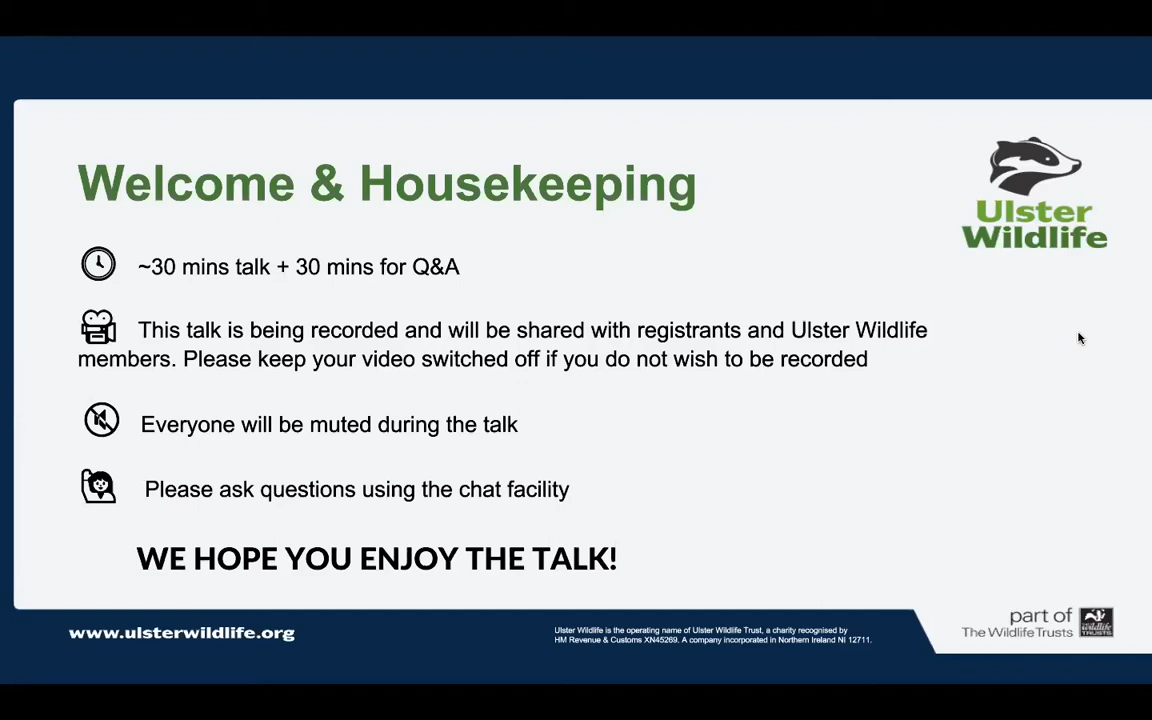 Welcome & Housekeeping
Ulster
Wildlife
~30 mins talk + 30 mins for Q&A
This talk is being recorded and will be shared with registrants and Ulster Wildlife
members. Please keep your video switched off if you do not wish to be recorded
Everyone will be muted during the talk
Please ask questions using the chat facility
WE HOPE YOU ENJOY THE TALK!
www.ulsterwildlife.org
Ulster Wildlife is the operating name of Ulster Wildlife Trust, a charity recognised by
HM Revenue & Customs XN45269. A company incorporated in Northern Ireland NI 12711.
part of
The Wildlife Trusts
THE
wildlife
TRUSTS